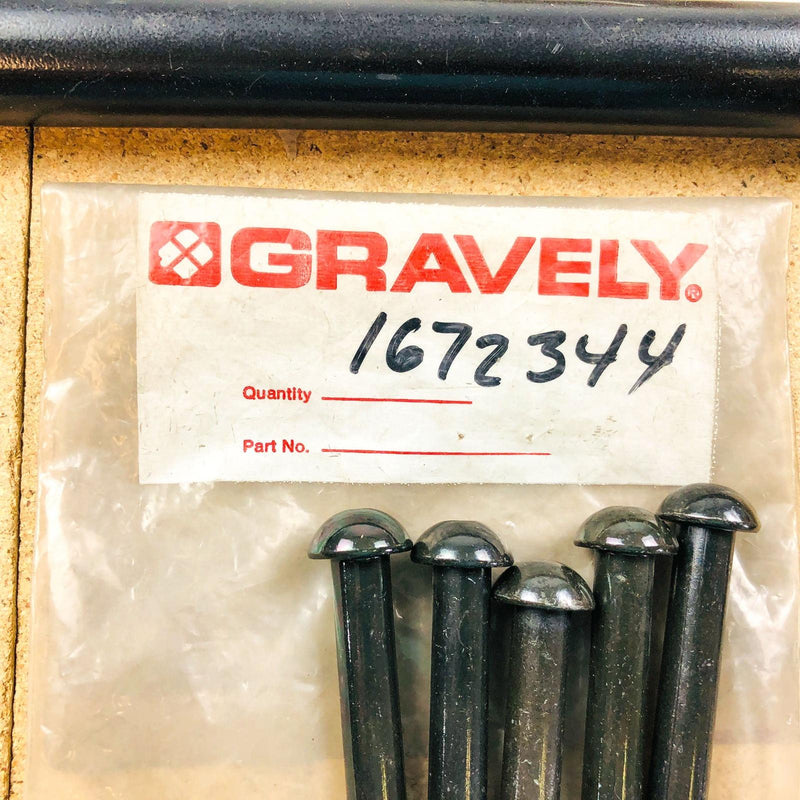 GRAVELY®
1672344
Quantity
Part No.